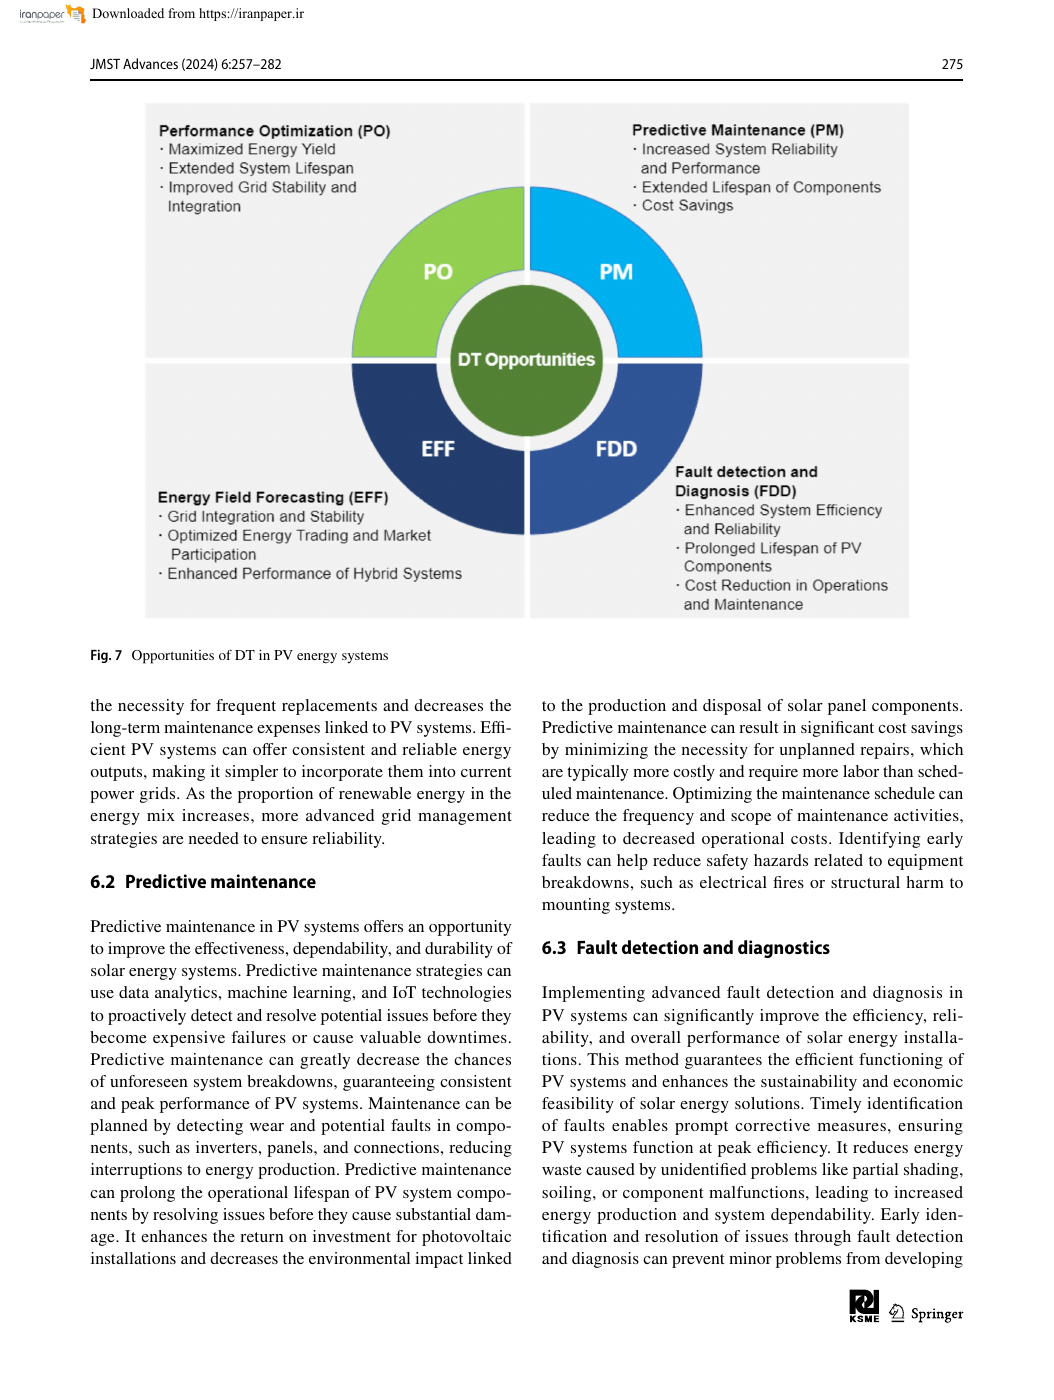 iranpaper
Downloaded from https://iranpaper.ir
JMST Advances (2024) 6:257–282
275
Performance Optimization (PO)
· Maximized Energy Yield
· Extended System Lifespan
· Improved Grid Stability and
Integration
Predictive Maintenance (PM)
· Increased System Reliability
and Performance
· Extended Lifespan of Components
· Cost Savings
PO
PM
DT Opportunities
EFF
FDD
Energy Field Forecasting (EFF)
· Grid Integration and Stability
· Optimized Energy Trading and Market
Participation
· Enhanced Performance of Hybrid Systems
Fault detection and
Diagnosis (FDD)
· Enhanced System Efficiency
and Reliability
· Prolonged Lifespan of PV
Components
· Cost Reduction in Operations
and Maintenance
Fig. 7 Opportunities of DT in PV energy systems
the necessity for frequent replacements and decreases the
long-term maintenance expenses linked to PV systems. Effi-
cient PV systems can offer consistent and reliable energy
outputs, making it simpler to incorporate them into current
power grids. As the proportion of renewable energy in the
energy mix increases, more advanced grid management
strategies are needed to ensure reliability.
6.2 Predictive maintenance
Predictive maintenance in PV systems offers an opportunity
to improve the effectiveness, dependability, and durability of
solar energy systems. Predictive maintenance strategies can
use data analytics, machine learning, and IoT technologies
to proactively detect and resolve potential issues before they
become expensive failures or cause valuable downtimes.
Predictive maintenance can greatly decrease the chances
of unforeseen system breakdowns, guaranteeing consistent
and peak performance of PV systems. Maintenance can be
planned by detecting wear and potential faults in compo-
nents, such as inverters, panels, and connections, reducing
interruptions to energy production. Predictive maintenance
can prolong the operational lifespan of PV system compo-
nents by resolving issues before they cause substantial dam-
age. It enhances the return on investment for photovoltaic
installations and decreases the environmental impact linked
to the production and disposal of solar panel components.
Predictive maintenance can result in significant cost savings
by minimizing the necessity for unplanned repairs, which
are typically more costly and require more labor than sched-
uled maintenance. Optimizing the maintenance schedule can
reduce the frequency and scope of maintenance activities,
leading to decreased operational costs. Identifying early
faults can help reduce safety hazards related to equipment
breakdowns, such as electrical fires or structural harm to
mounting systems.
6.3 Fault detection and diagnostics
Implementing advanced fault detection and diagnosis in
PV systems can significantly improve the efficiency, reli-
ability, and overall performance of solar energy installa-
tions. This method guarantees the efficient functioning of
PV systems and enhances the sustainability and economic
feasibility of solar energy solutions. Timely identification
of faults enables prompt corrective measures, ensuring
PV systems function at peak efficiency. It reduces energy
waste caused by unidentified problems like partial shading,
soiling, or component malfunctions, leading to increased
energy production and system dependability. Early iden-
tification and resolution of issues through fault detection
and diagnosis can prevent minor problems from developing
KSME
Springer